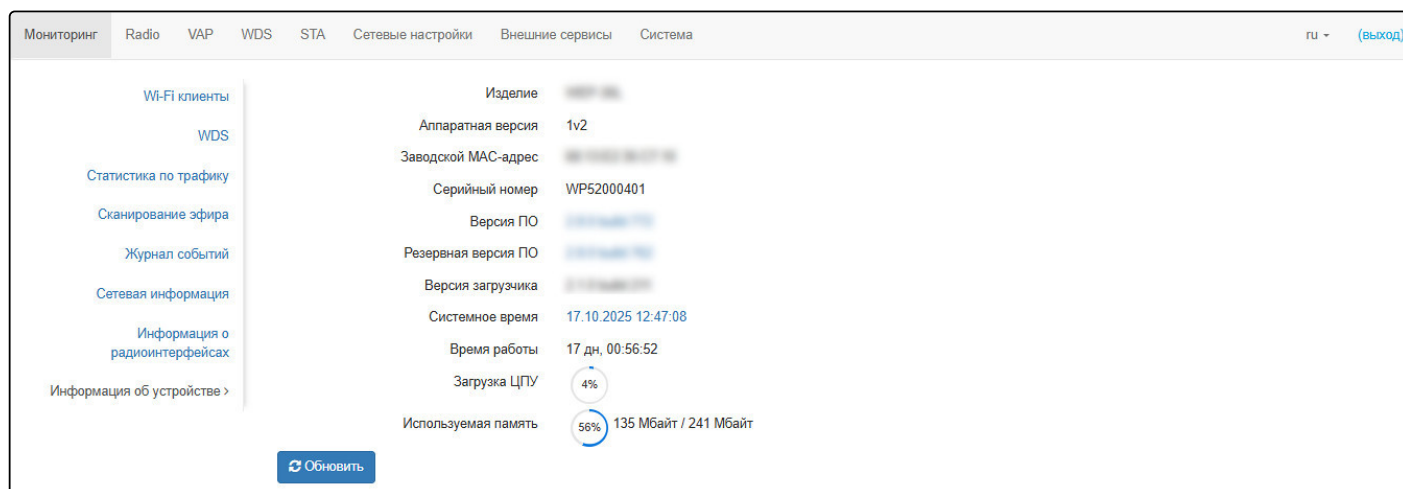 Мониторинг Radio VAP WDS STA Сетевые настройки Внешние сервисы Система ru (выход)
Wi-Fi клиенты
WDS
Статистика по трафику
Сканирование эфира
Журнал событий
Сетевая информация
Информация о
радиоинтерфейсах
Информация об устройстве >
Изделие
Аппаратная версия 1v2
Заводской MAC-адрес
Серийный номер WP52000401
Версия ПО
Резервная версия ПО
Версия загрузчика
Системное время 17.10.2025 12:47:08
Время работы 17 дн, 00:56:52
Загрузка ЦПУ 4%
Используемая память 56% 135 Мбайт / 241 Мбайт
Обновить